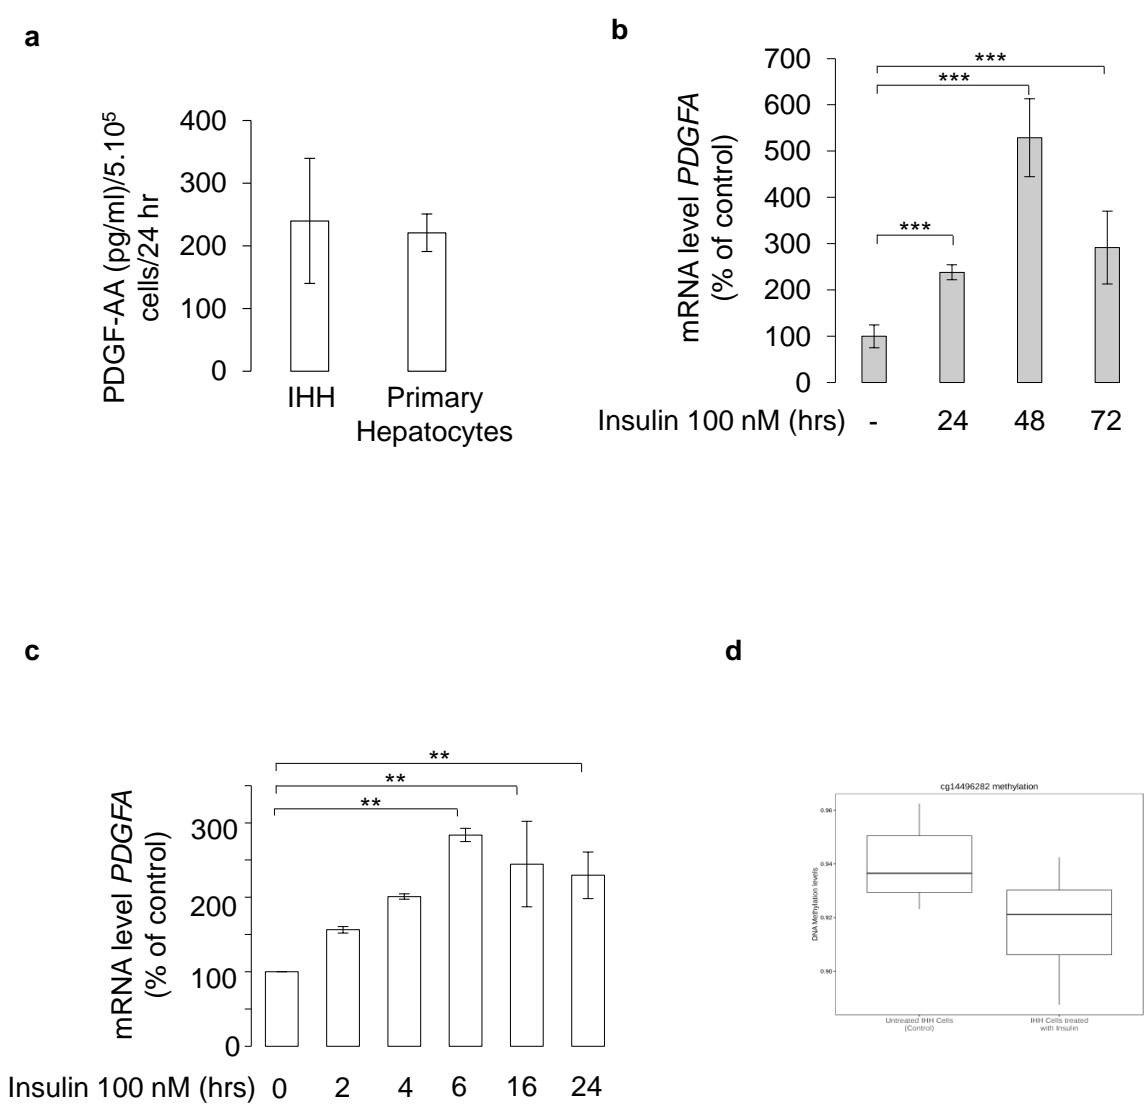 a
PDGF-AA (pg/ml)/5.10⁵
cells/24 hr
400
300
200
100
0
IHH
Primary
Hepatocytes
b
mRNA level PDGFA
(% of control)
700
600
500
400
300
200
100
0
***
***
***
Insulin 100 nM (hrs) - 24 48 72
c
mRNA level PDGFA
(% of control)
300
200
100
0
**
**
**
Insulin 100 nM (hrs) 0 2 4 6 16 24
d
cg14496282 methylation
DNA Methylation levels
0.96
0.94
0.92
0.90
Untreated IHH Cells
(Control)
IHH Cells treated
with Insulin